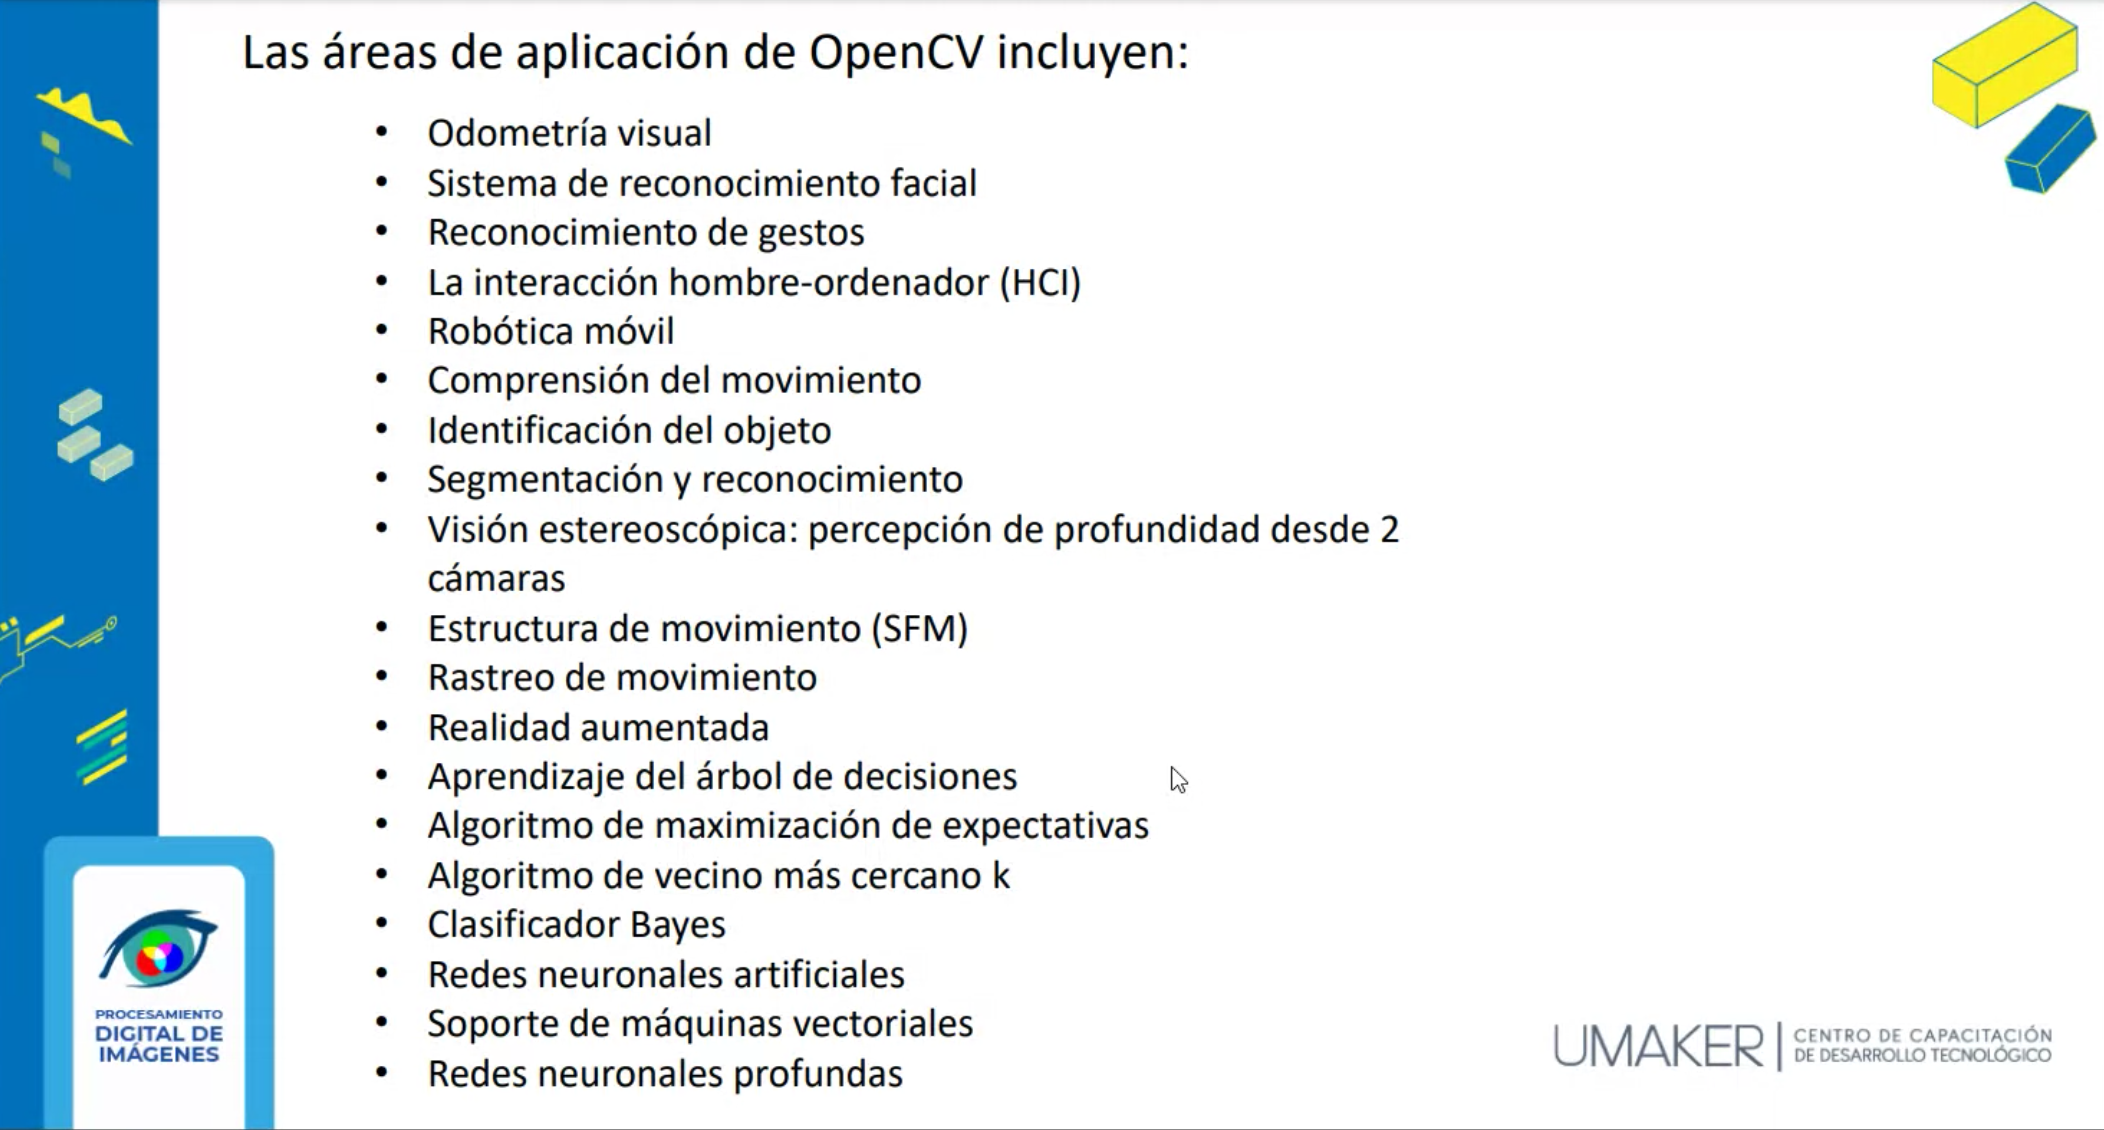 Las áreas de aplicación de OpenCV incluyen:
• Odometría visual
• Sistema de reconocimiento facial
• Reconocimiento de gestos
• La interacción hombre-ordenador (HCI)
• Robótica móvil
• Comprensión del movimiento
• Identificación del objeto
• Segmentación y reconocimiento
• Visión estereoscópica: percepción de profundidad desde 2
cámaras
• Estructura de movimiento (SFM)
• Rastreo de movimiento
• Realidad aumentada
• Aprendizaje del árbol de decisiones
• Algoritmo de maximización de expectativas
• Algoritmo de vecino más cercano k
• Clasificador Bayes
• Redes neuronales artificiales
• Soporte de máquinas vectoriales
• Redes neuronales profundas
PROCESAMIENTO
DIGITAL DE
IMÁGENES
UMAKER
CENTRO DE CAPACITACIÓN
DE DESARROLLO TECNOLÓGICO